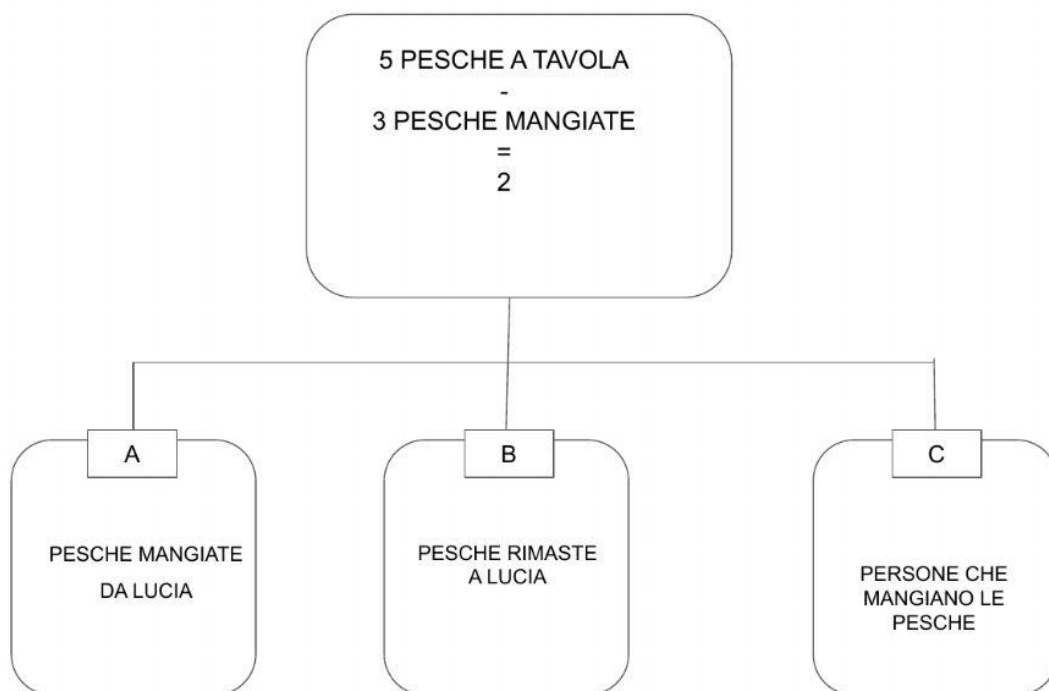 5 PESCHE A TAVOLA
-
3 PESCHE MANGIATE
=
2
A
PESCHE MANGIATE
DA LUCIA
B
PESCHE RIMASTE
A LUCIA
C
PERSONE CHE
MANGIANO LE
PESCHE